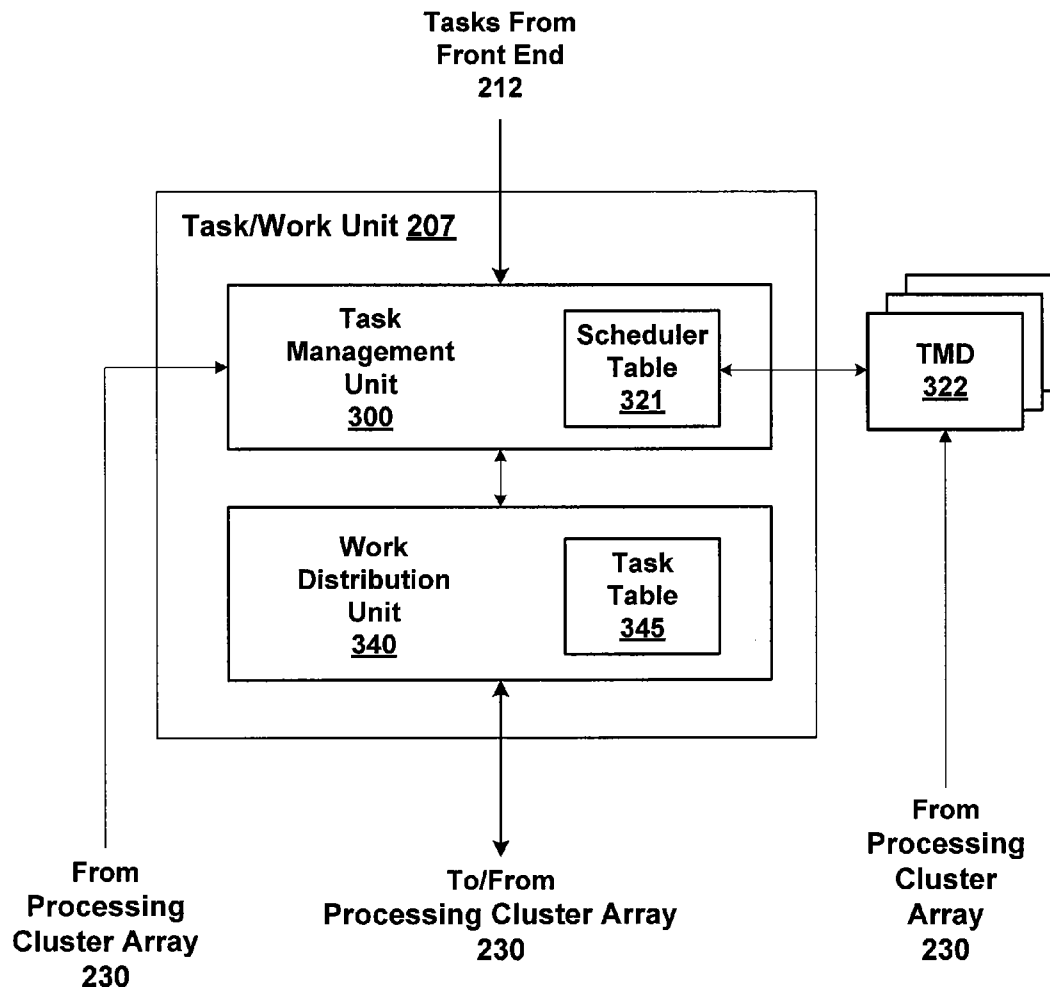 Tasks From
Front End
212
Task/Work Unit 207
Task
Management
Unit
300
Scheduler
Table
321
TMD
322
Work
Distribution
Unit
340
Task
Table
345
From
Processing
Cluster Array
230
To/From
Processing Cluster Array
230
From
Processing
Cluster
Array
230